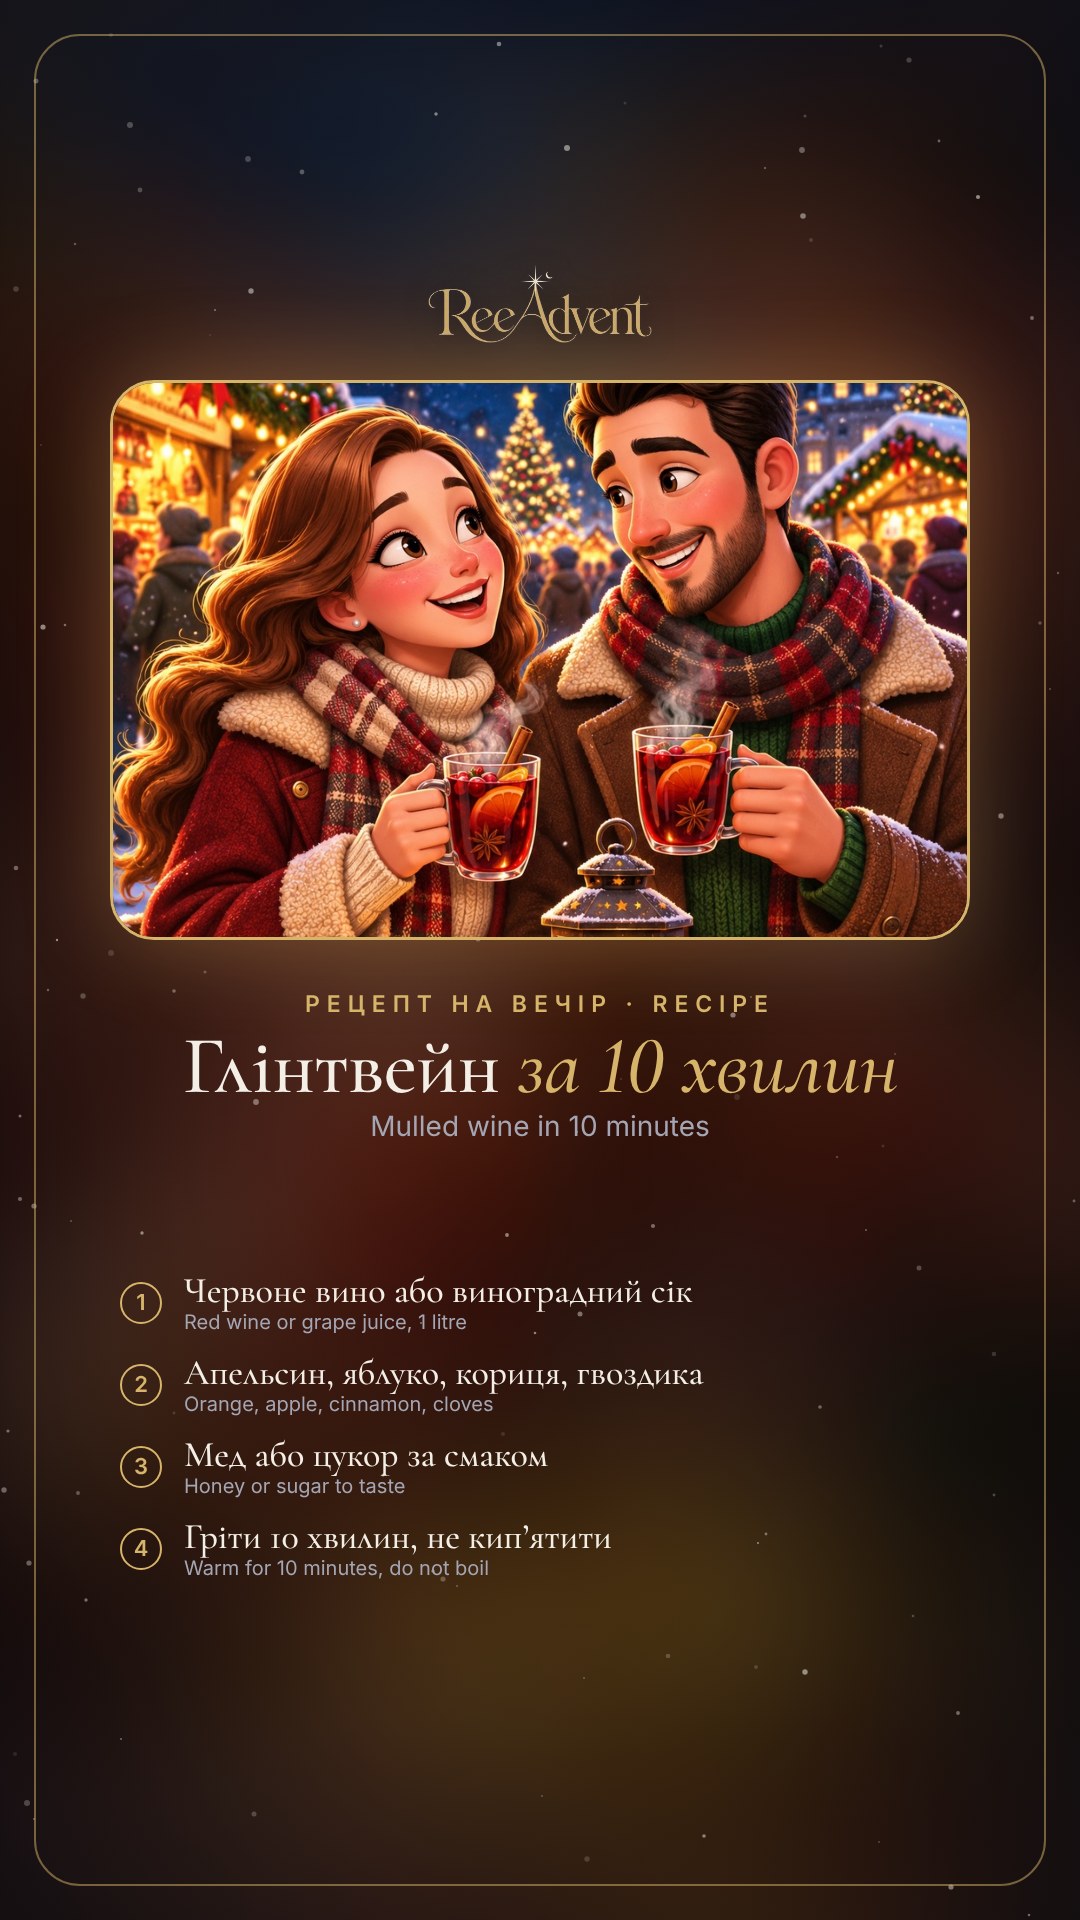 ReeAdvent
РЕЦЕПТ НА ВЕЧІР · RECIPE
Глінтвейн за 10 хвилин
Mulled wine in 10 minutes
1 Червоне вино або виноградний сік
Red wine or grape juice, 1 litre
2 Апельсин, яблуко, кориця, гвоздика
Orange, apple, cinnamon, cloves
3 Мед або цукор за смаком
Honey or sugar to taste
4 Гріти 10 хвилин, не кип’ятити
Warm for 10 minutes, do not boil